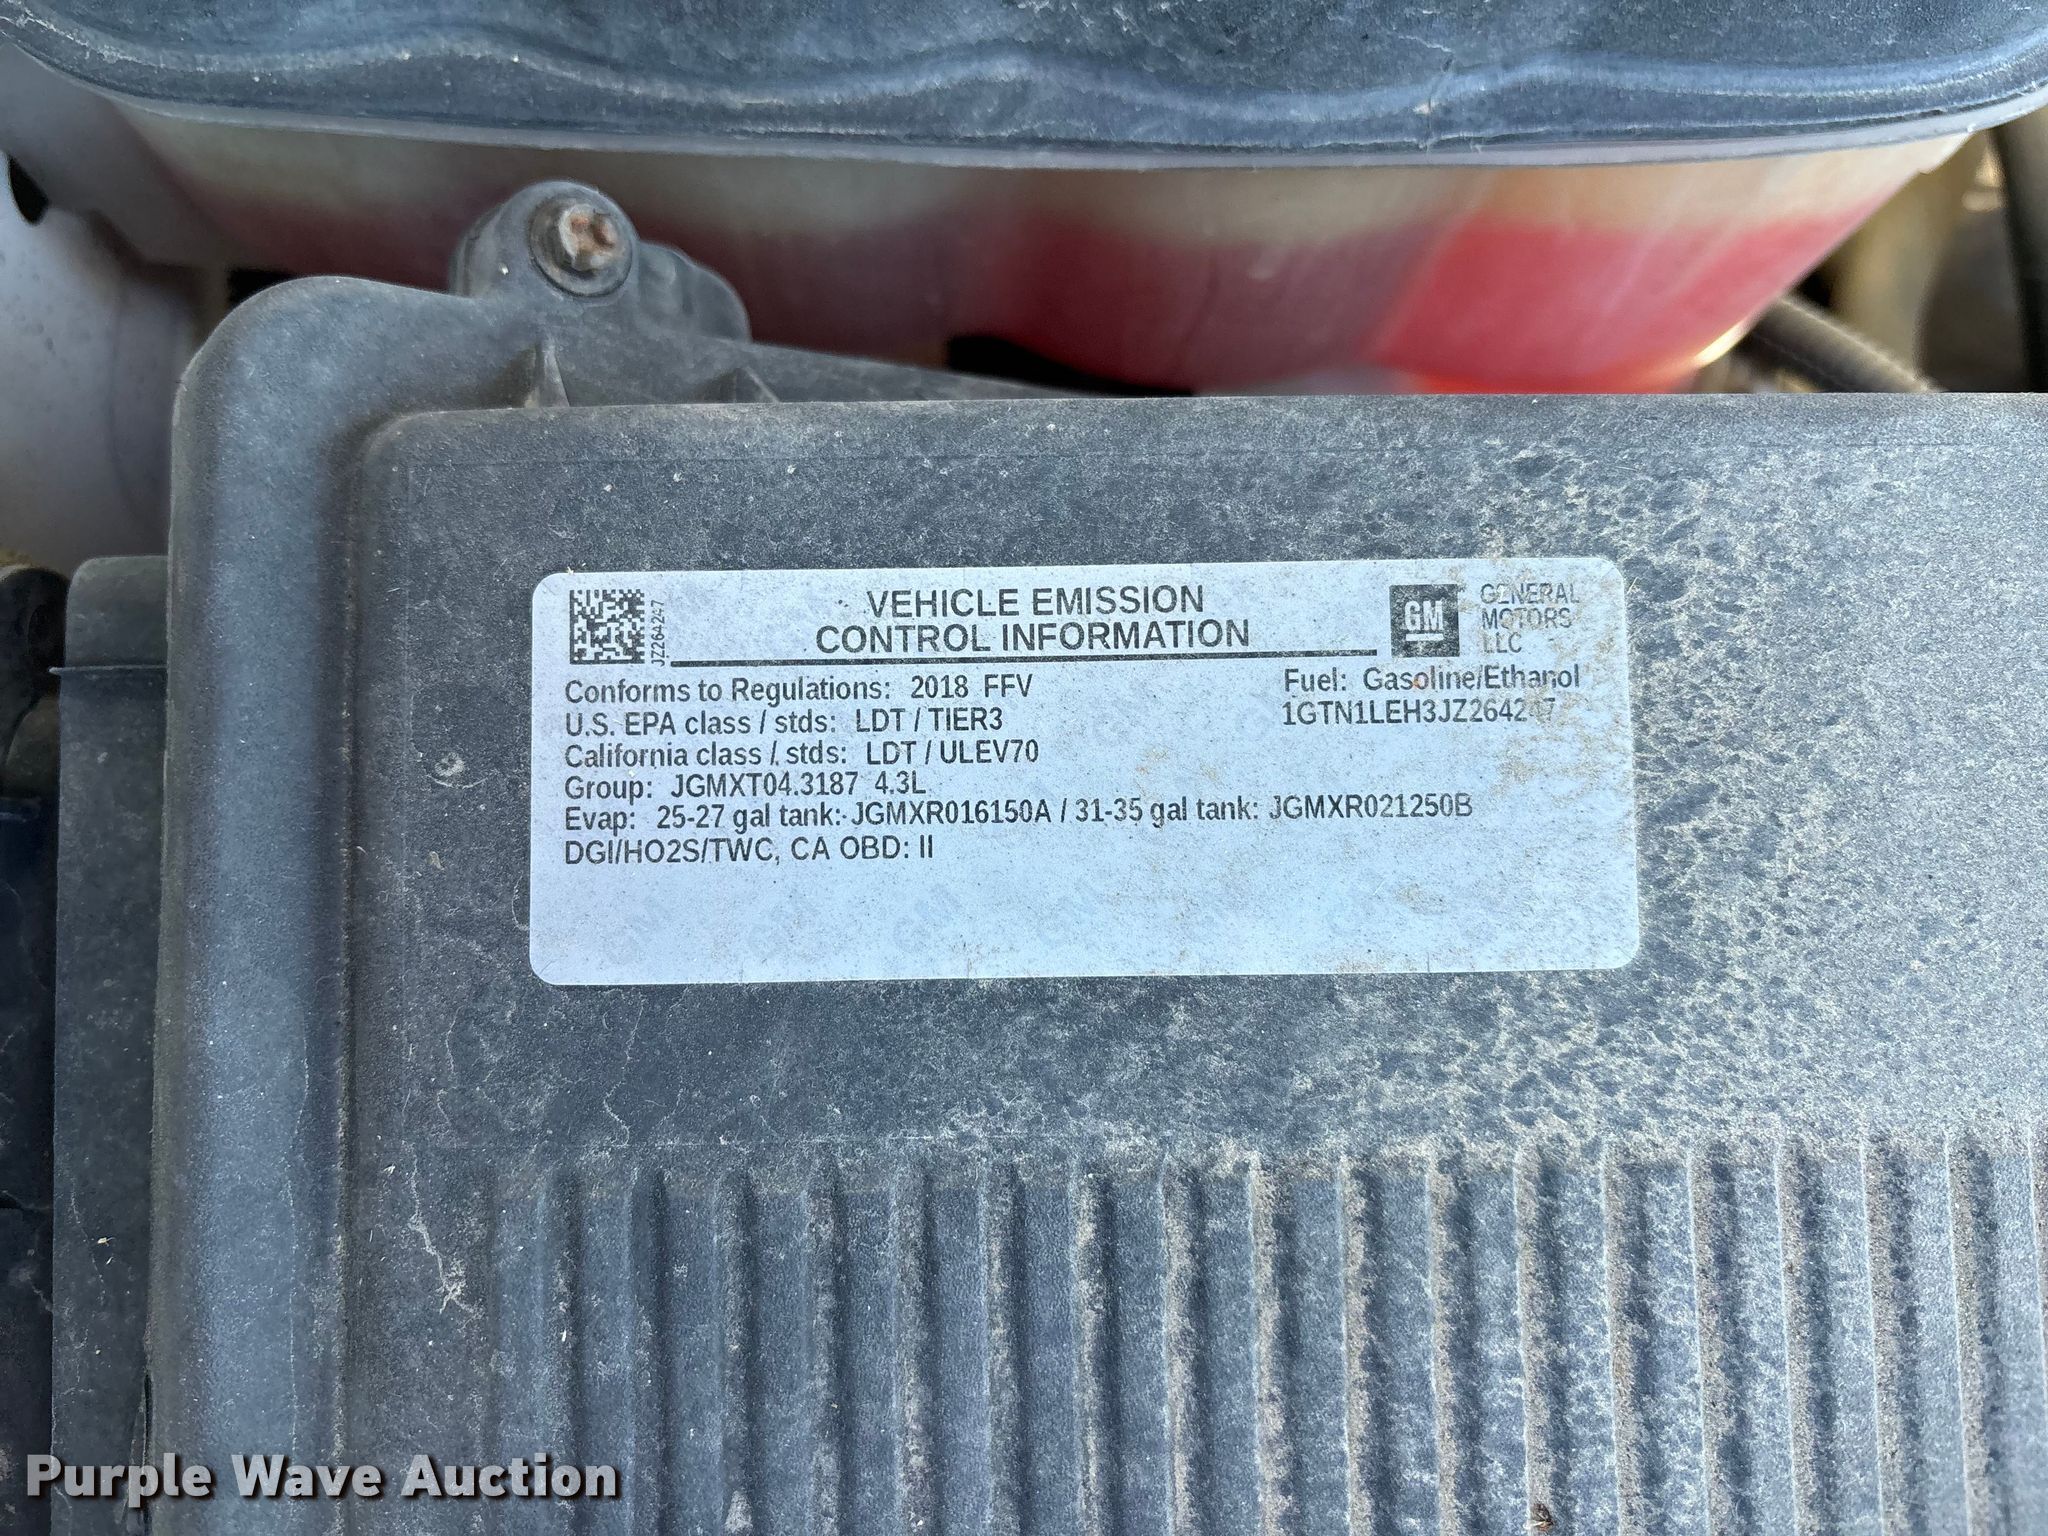 JZ264247
VEHICLE EMISSION
CONTROL INFORMATION
GM
GENERAL
MOTORS
LLC
Conforms to Regulations: 2018 FFV
Fuel: Gasoline/Ethanol
U.S. EPA class / stds: LDT / TIER3
1GTN1LEH3JZ264247
California class / stds: LDT / ULEV70
Group: JGMXT04.3187 4.3L
Evap: 25-27 gal tank: JGMXR016150A / 31-35 gal tank: JGMXR021250B
DGI/HO2S/TWC, CA OBD: II
Purple Wave Auction